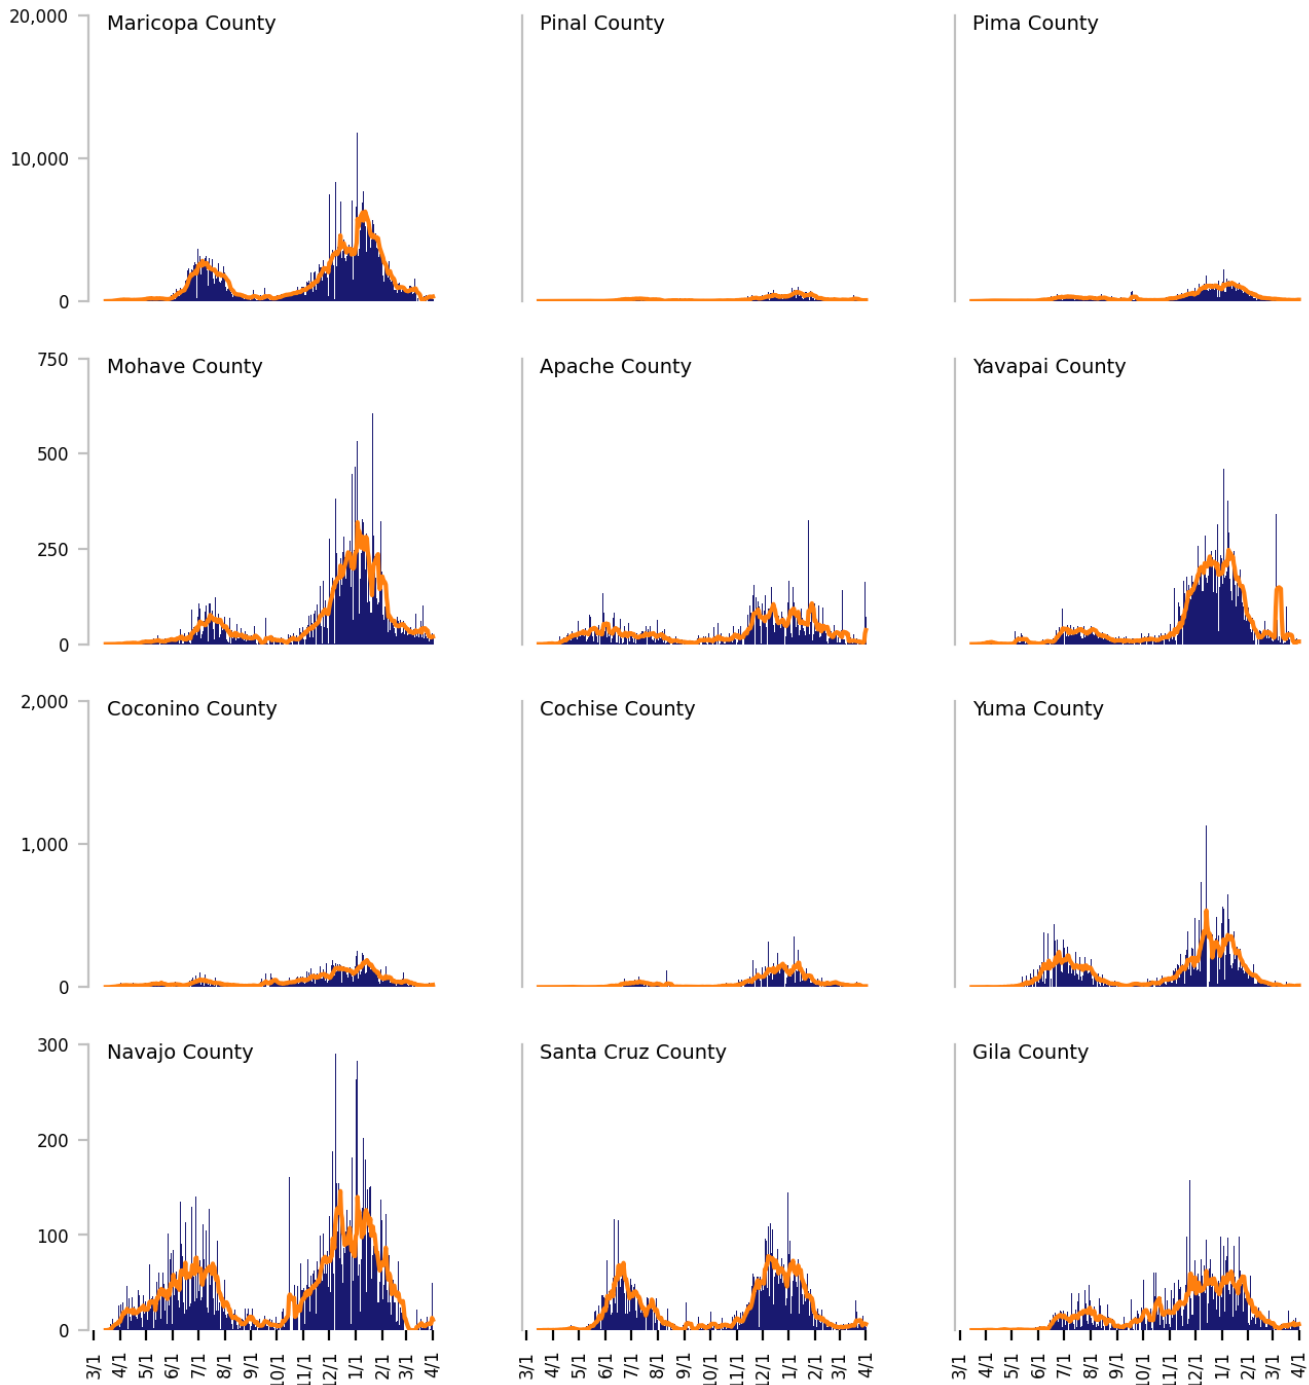 20,000
Maricopa County
Pinal County
Pima County
10,000
0
750
Mohave County
Apache County
Yavapai County
500
250
0
2,000
Coconino County
Cochise County
Yuma County
1,000
0
300
Navajo County
Santa Cruz County
Gila County
200
100
0
3/1 4/1 5/1 6/1 7/1 8/1 9/1 10/1 11/1 12/1 1/1 2/1 3/1 4/1
3/1 4/1 5/1 6/1 7/1 8/1 9/1 10/1 11/1 12/1 1/1 2/1 3/1 4/1
3/1 4/1 5/1 6/1 7/1 8/1 9/1 10/1 11/1 12/1 1/1 2/1 3/1 4/1